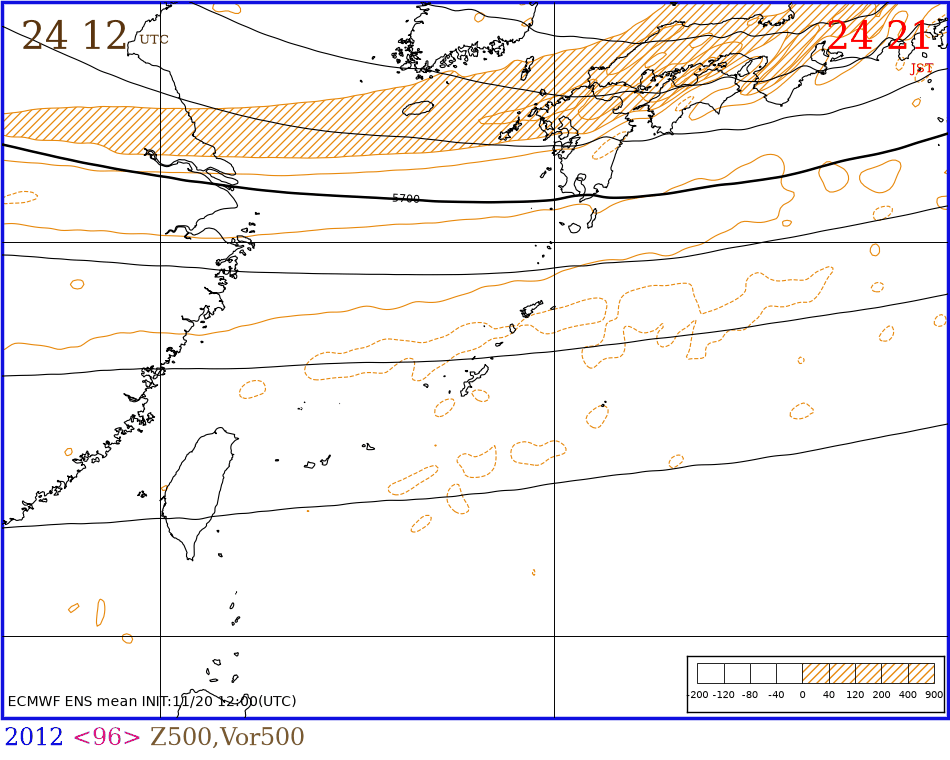 24 12 UTC
24 21 JST
5700
-200 -120 -80 -40 0 40 120 200 400 900
ECMWF ENS mean INIT:11/20 12:00(UTC)
2012 <96> Z500,Vor500